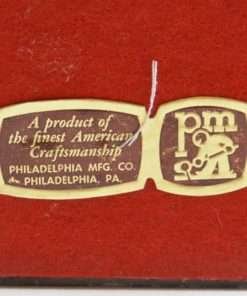 A product of
the finest American
Craftsmanship
PHILADELPHIA MFG. CO.
PHILADELPHIA, PA.
pm